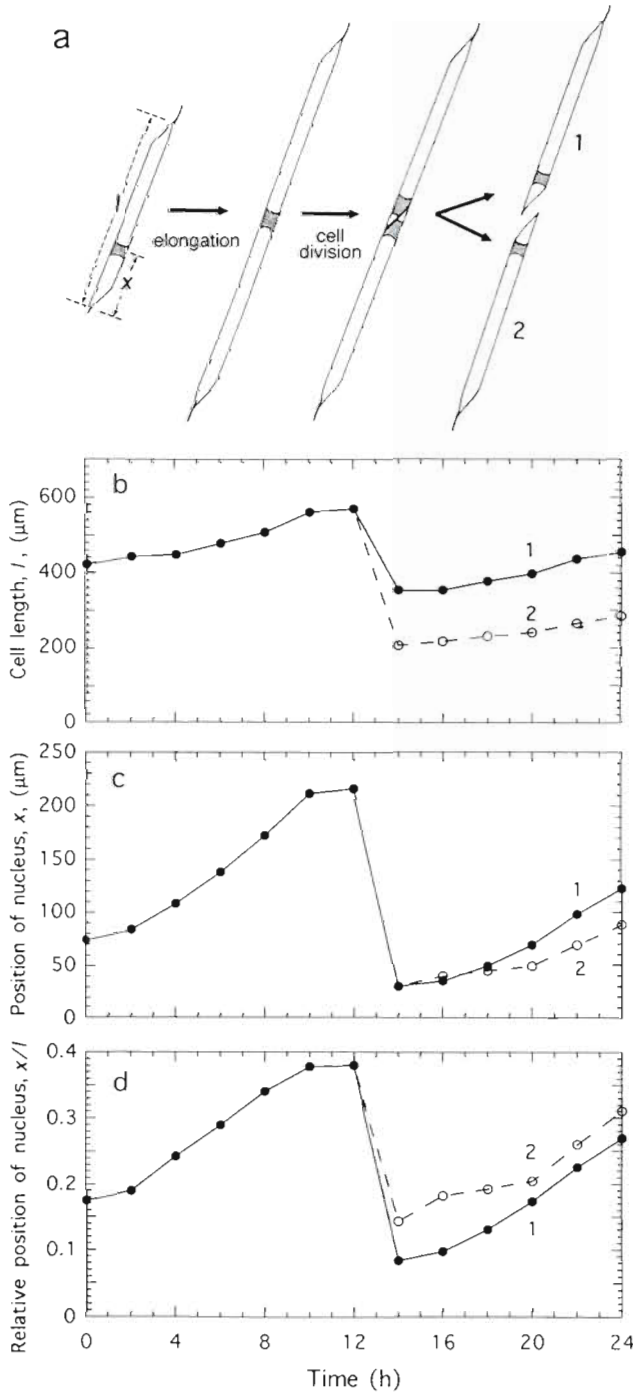 a
l
x
elongation
cell
division
1
2
b
Cell length, l, (μm)
600
400
200
0
1
2
c
Position of nucleus, x, (μm)
250
200
150
100
50
0
1
2
d
Relative position of nucleus, x/l
0.4
0.3
0.2
0.1
0
2
1
0
4
8
12
16
20
24
Time (h)